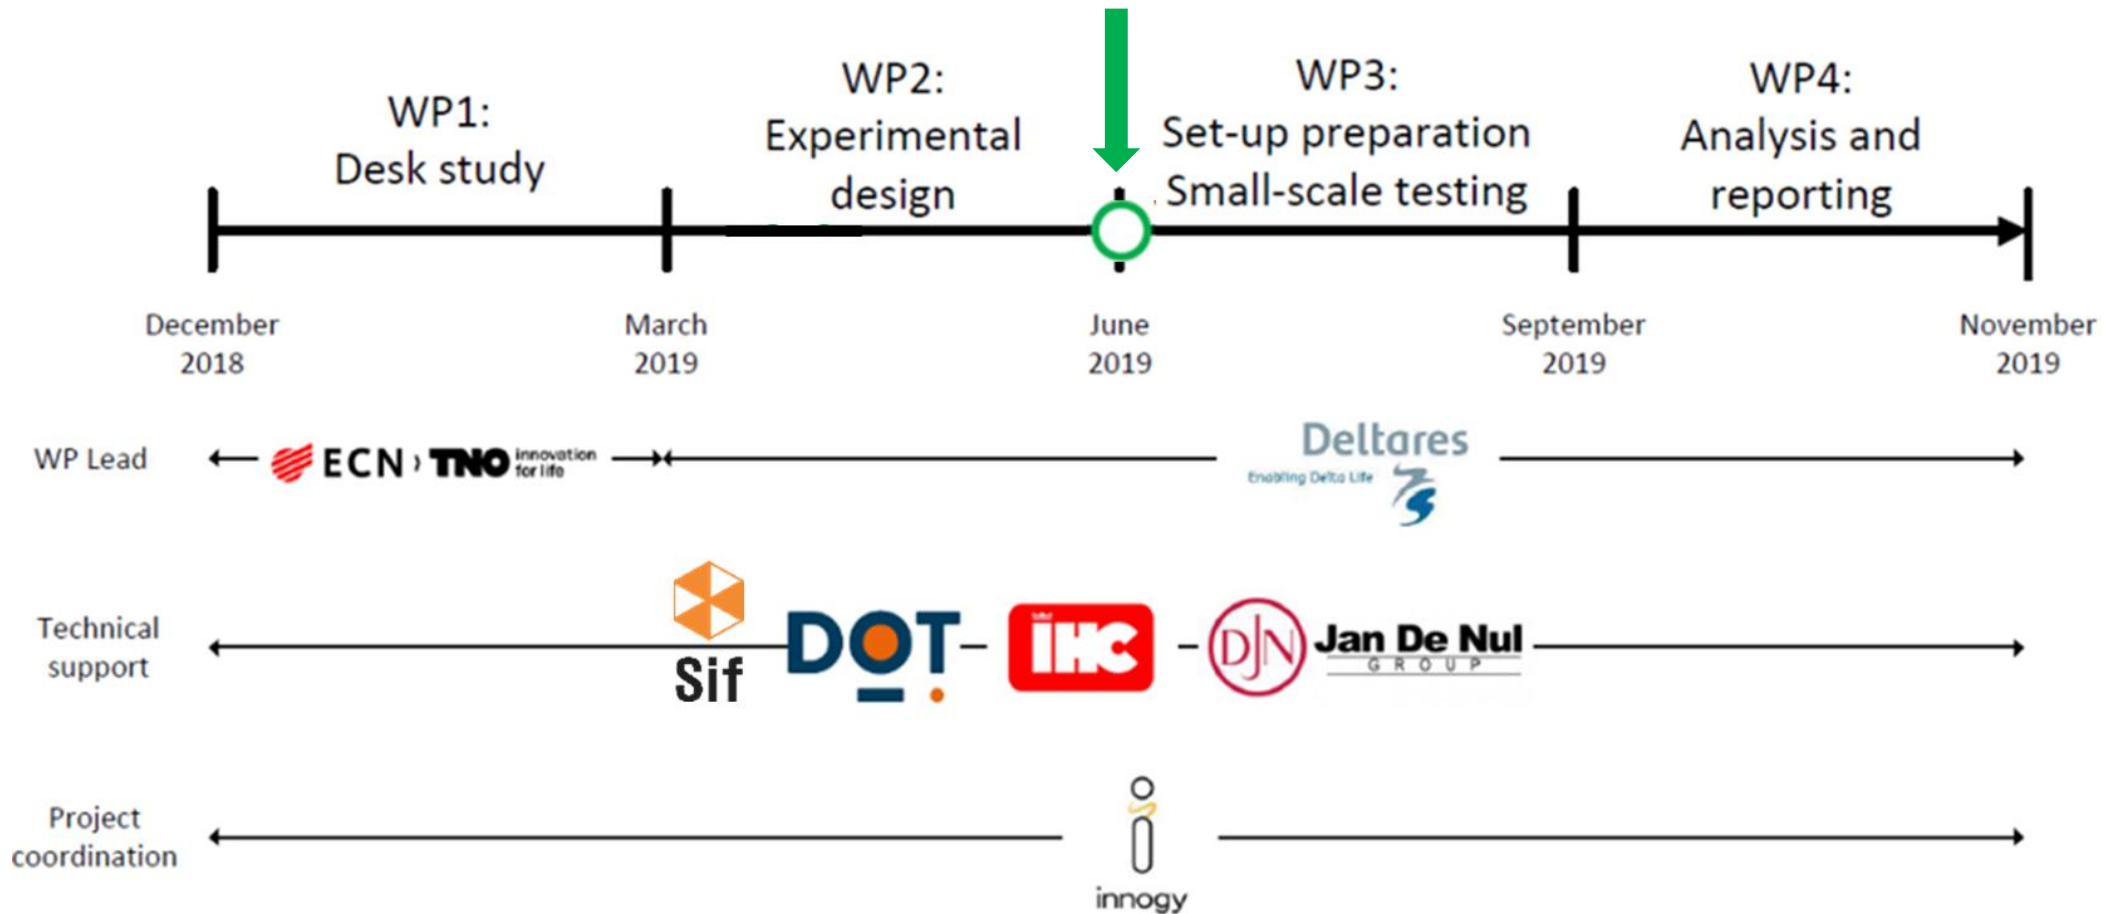 WP1:
Desk study
WP2:
Experimental
design
WP3:
Set-up preparation
Small-scale testing
WP4:
Analysis and
reporting
December
2018
March
2019
June
2019
September
2019
November
2019
WP Lead
ECN TNO innovation
for life
Deltares
Enabling Delta Life
Technical
support
Sif
DOT
IHC
DJN
Jan De Nul
GROUP
Project
coordination
innogy